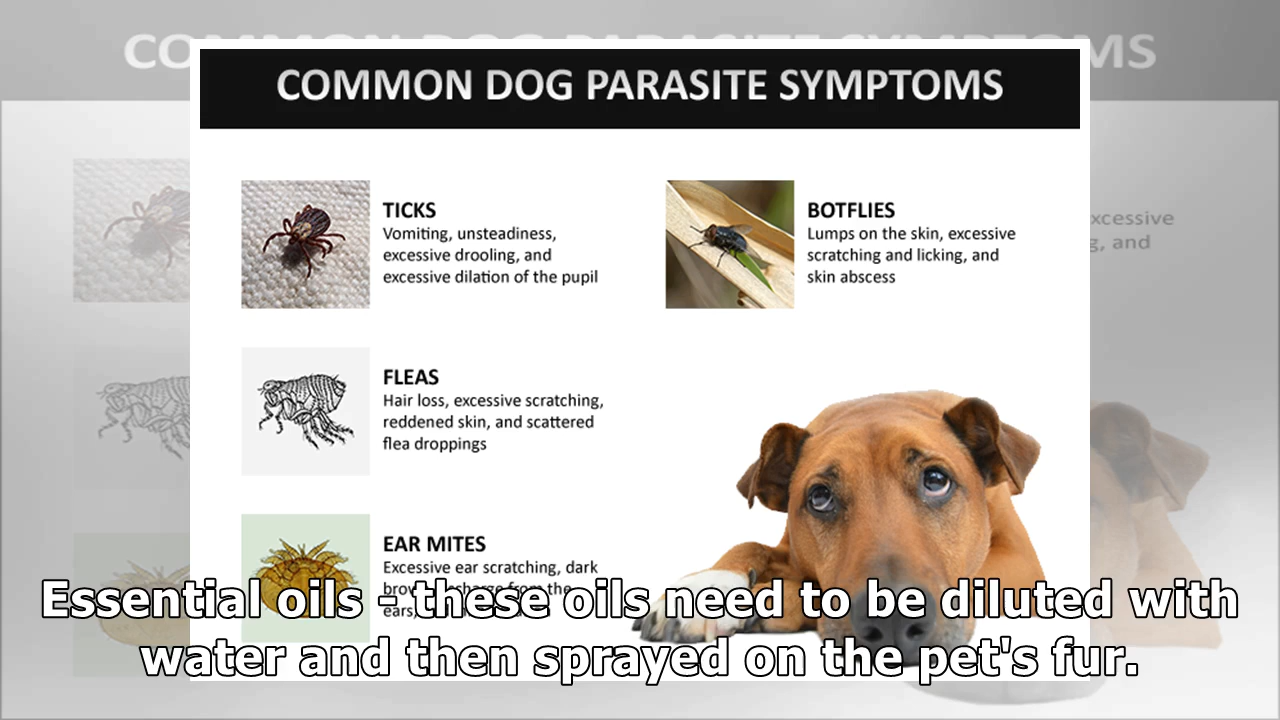 COMMON DOG PARASITE SYMPTOMS
TICKS
Vomiting, unsteadiness,
excessive drooling, and
excessive dilation of the pupil
BOTFLIES
Lumps on the skin, excessive
scratching and licking, and
skin abscess
FLEAS
Hair loss, excessive scratching,
reddened skin, and scattered
flea droppings
EAR MITES
Excessive ear scratching, dark
from the
ears,
Essential oils - these oils need to be diluted with
water and then sprayed on the pet's fur.